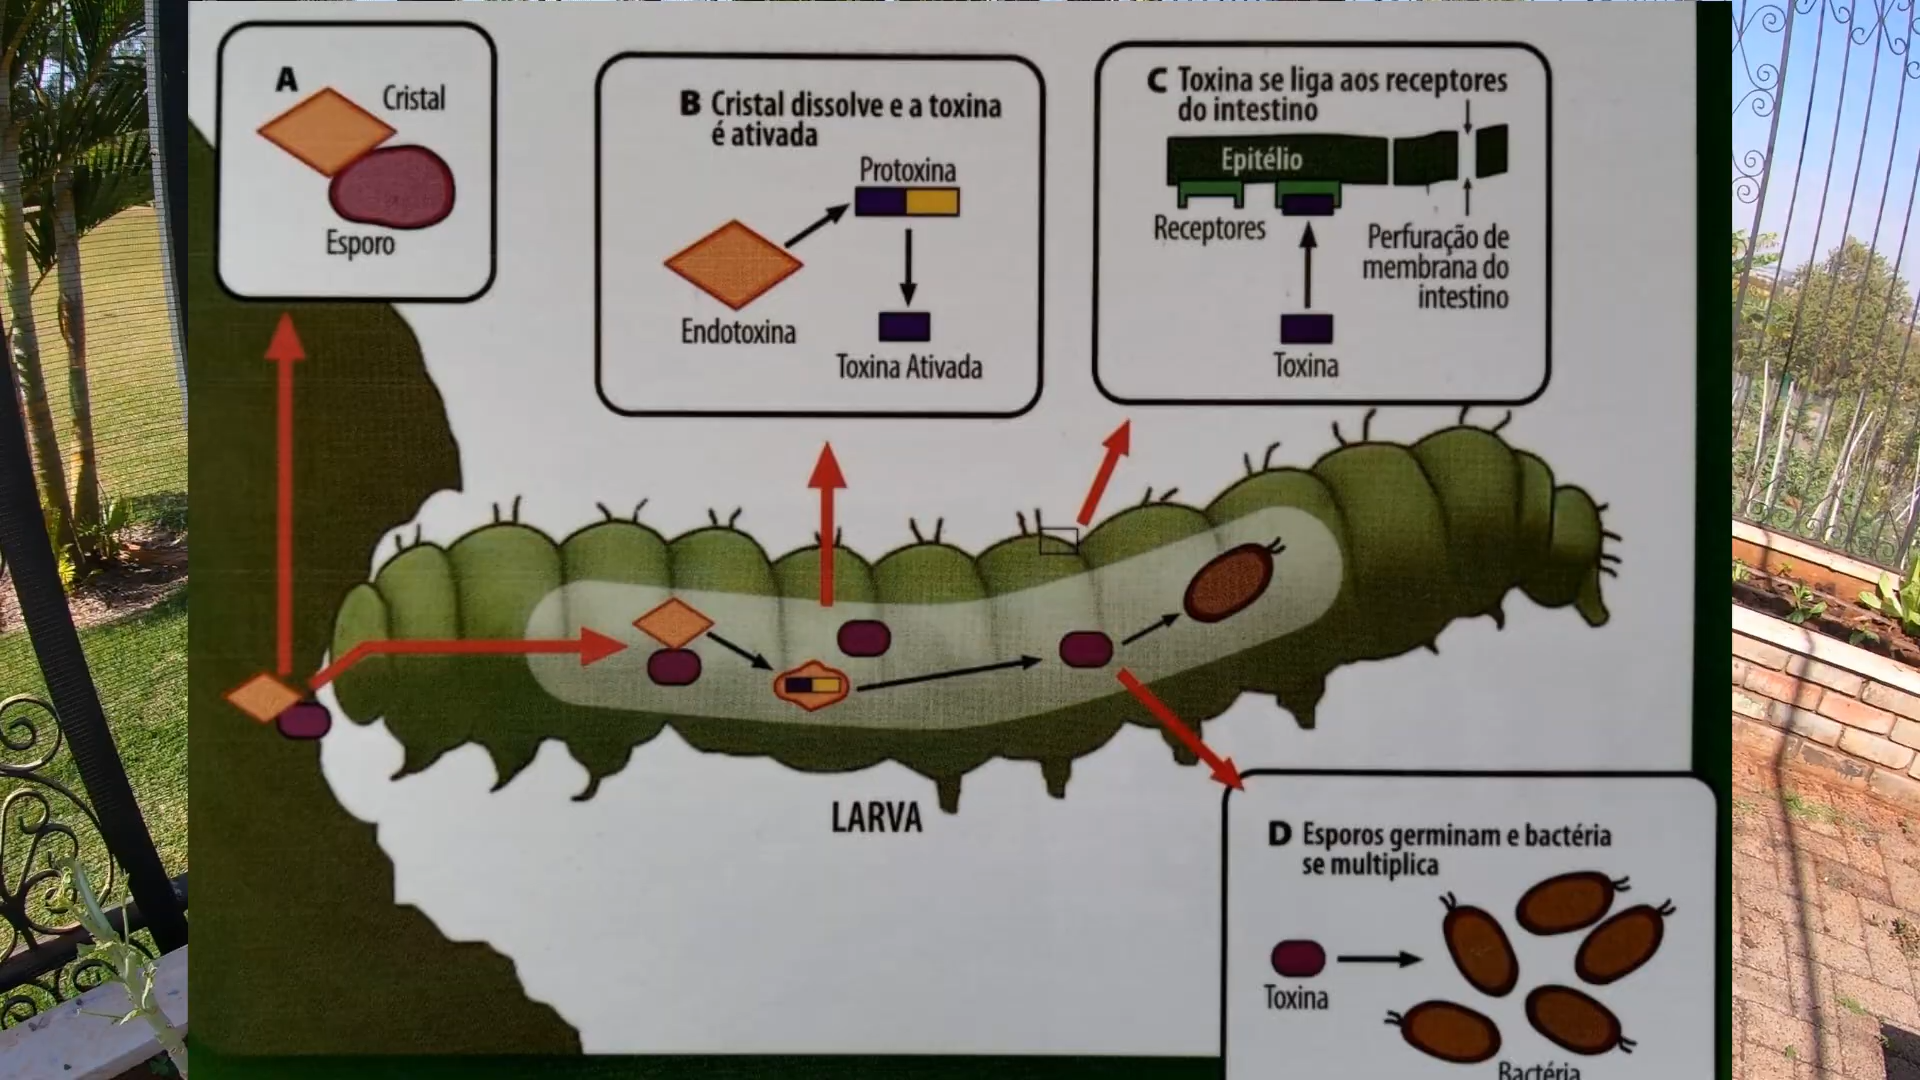 A
Cristal
Esporo
B Cristal dissolve e a toxina
é ativada
Protoxina
Endotoxina
Toxina Ativada
C Toxina se liga aos receptores
do intestino
Epitélio
Receptores
Perfuração de
membrana do
intestino
Toxina
LARVA
D Esporos germinam e bactéria
se multiplica
Toxina
Bactéria